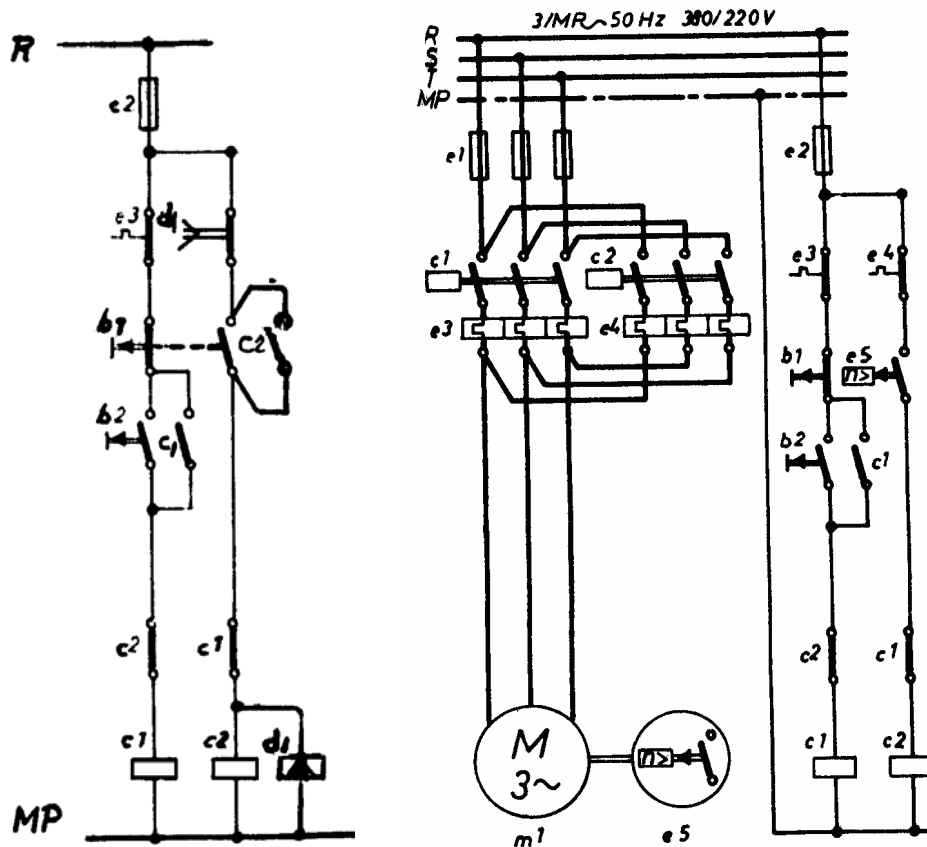 R
e2
e3 d1
b1 C2
b2 c1
c2 c1
c1 c2 d1
MP
3/MR~50 Hz 380/220V
R
S
T
MP
e1 e2
c1 c2 e3 e4
e3 e4
b1 e5
n>
b2 c1
c2 c1
c1 c2
M
3~
n>
m1 e5